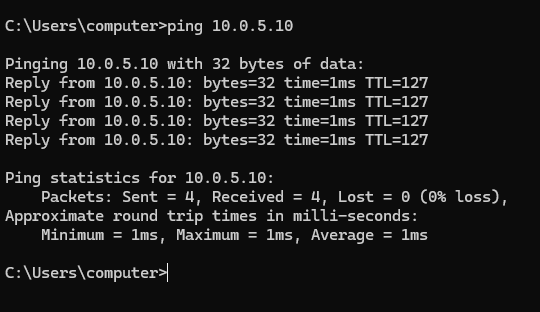 C:\Users\computer>ping 10.0.5.10
Pinging 10.0.5.10 with 32 bytes of data:
Reply from 10.0.5.10: bytes=32 time=1ms TTL=127
Reply from 10.0.5.10: bytes=32 time=1ms TTL=127
Reply from 10.0.5.10: bytes=32 time=1ms TTL=127
Reply from 10.0.5.10: bytes=32 time=1ms TTL=127
Ping statistics for 10.0.5.10:
    Packets: Sent = 4, Received = 4, Lost = 0 (0% loss),
Approximate round trip times in milli-seconds:
    Minimum = 1ms, Maximum = 1ms, Average = 1ms
C:\Users\computer>